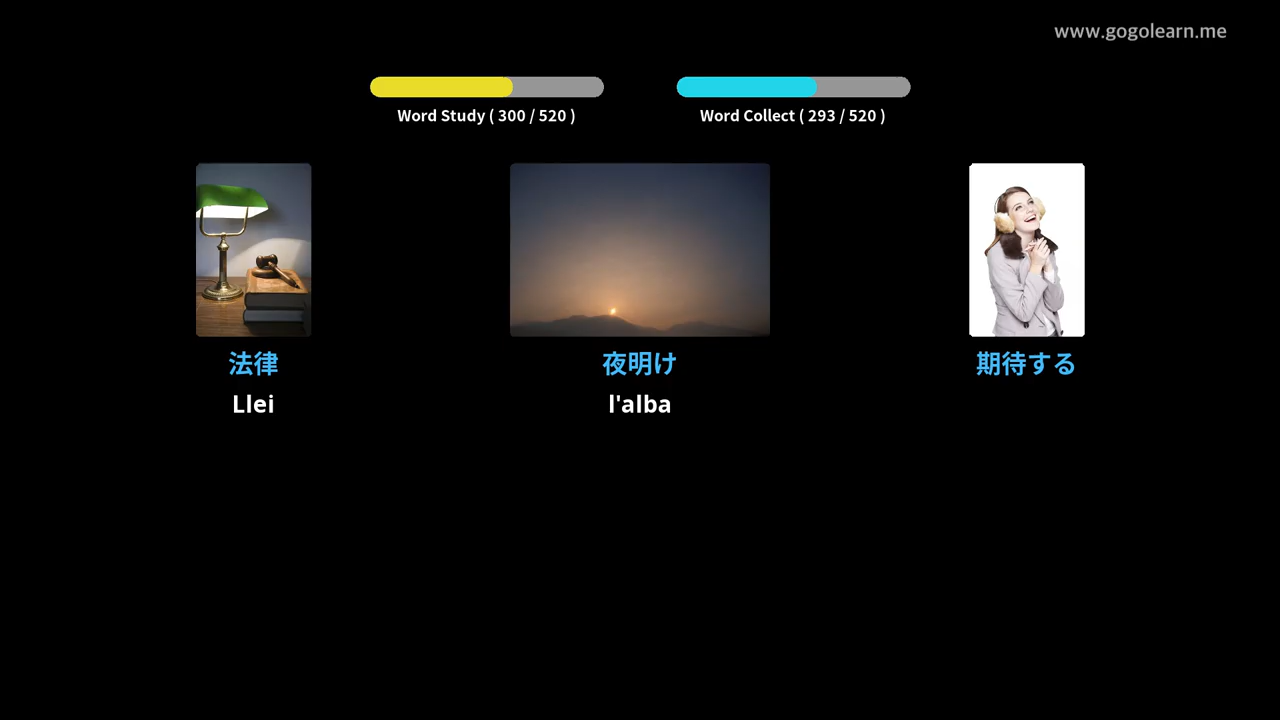 www.gogolearn.me
Word Study ( 300 / 520 )
Word Collect ( 293 / 520 )
法律
夜明け
期待する
Llei
l'alba